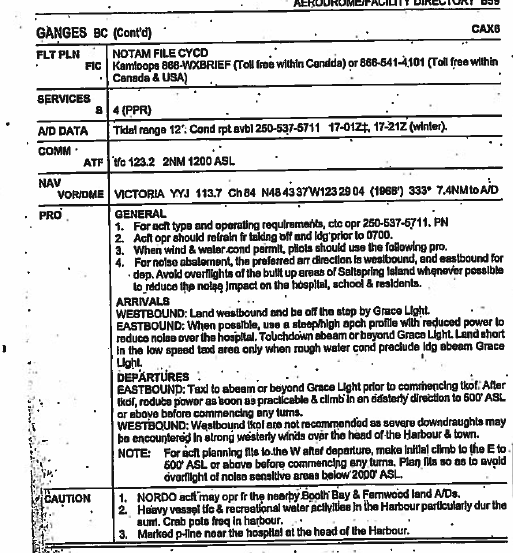 AERODROME/FACILITY DIRECTORY B59
GANGES BC (Cont'd) CAX6
FLT PLN NOTAM FILE CYCD
FIC Kamloops 866-WXBRIEF (Toll free within Canada) or 866-541-4101 (Toll free within
Canada & USA)
SERVICES
B 4 (PPR)
A/D DATA Tidal range 12'. Cond rpt avbl 250-537-5711 17-01Z‡, 17-21Z (winter).
COMM
ATF tfc 123.2 2NM 1200 ASL
NAV
VOR/DME VICTORIA YYJ 113.7 Ch 84 N48 43 37 W123 29 04 (1968') 333° 7.4NM to A/D
PRO GENERAL
1. For acft type and operating requirements, ctc opr 250-537-5711. PN
2. Acft opr should refrain fr taking off and ldg prior to 0700.
3. When wind & water cond permit, pilots should use the following pro.
4. For noise abatement, the preferred arr direction is westbound, and eastbound for
dep. Avoid overflights of the built up areas of Saltspring Island whenever possible
to reduce the noise impact on the hospital, school & residents.
ARRIVALS
WESTBOUND: Land westbound and be off the step by Grace Light.
EASTBOUND: When possible, use a steep/high apch profile with reduced power to
reduce noise over the hospital. Touchdown abeam or beyond Grace Light. Land short
in the low speed taxi area only when rough water cond preclude ldg abeam Grace
Light.
DEPARTURES
EASTBOUND: Taxi to abeam or beyond Grace Light prior to commencing tkof. After
tkof, reduce power as soon as practicable & climb in an easterly direction to 500' ASL
or above before commencing any turns.
WESTBOUND: Westbound tkof are not recommended as severe downdraughts may
be encountered in strong westerly winds over the head of the Harbour & town.
NOTE: For acft planning flts to the W after departure, make initial climb to the E to
500' ASL or above before commencing any turns. Plan flts so as to avoid
overflight of noise sensitive areas below 2000' ASL.
CAUTION 1. NORDO acft may opr fr the nearby Booth Bay & Fernwood land A/Ds.
2. Heavy vessel tfc & recreational water activities in the Harbour particularly dur the
sum. Crab pots freq in harbour.
3. Marked p-line near the hospital at the head of the Harbour.